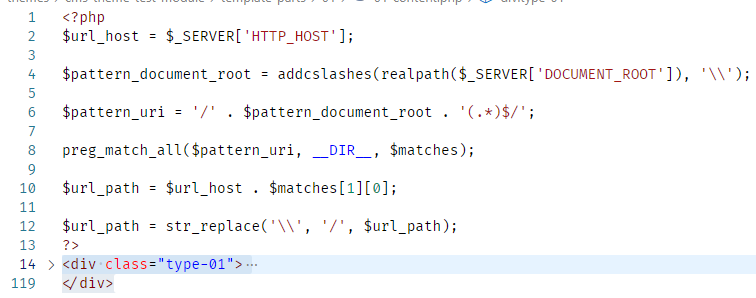 1 <?php
2 $url_host = $_SERVER['HTTP_HOST'];
3
4 $pattern_document_root = addcslashes(realpath($_SERVER['DOCUMENT_ROOT']), '\\');
5
6 $pattern_uri = '/' . $pattern_document_root . '(.*)$/';
7
8 preg_match_all($pattern_uri, __DIR__, $matches);
9
10 $url_path = $url_host . $matches[1][0];
11
12 $url_path = str_replace('\\', '/', $url_path);
13 ?>
14 > <div class="type-01">…
119 </div>